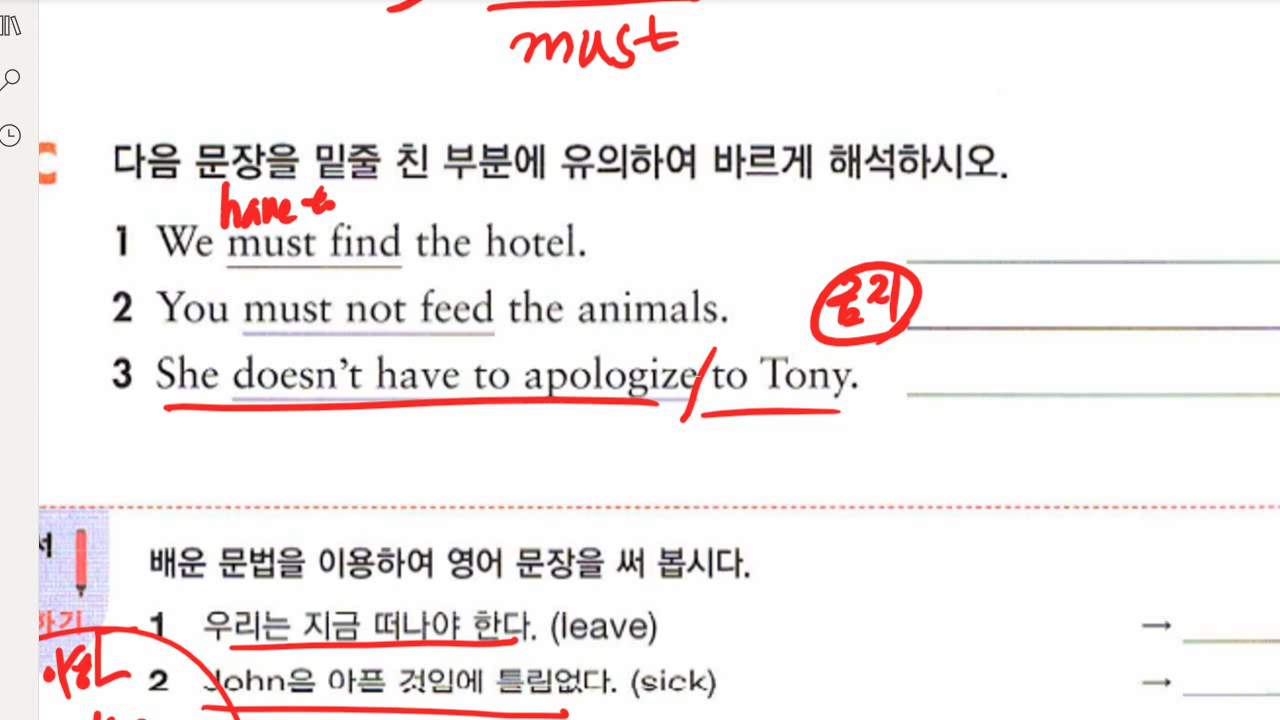 must
C 다음 문장을 밑줄 친 부분에 유의하여 바르게 해석하시오.
have to
1 We must find the hotel.
2 You must not feed the animals. 금지
3 She doesn't have to apologize / to Tony.
서
배운 문법을 이용하여 영어 문장을 써 봅시다.
하기 1 우리는 지금 떠나야 한다. (leave) →
2 John은 아픈 것임에 틀림없다. (sick) →